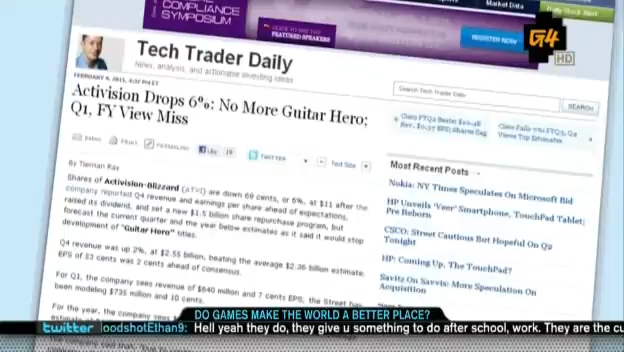 COMPLIANCE
SYMPOSIUM
FEATURED SPEAKERS
REGISTER NOW
Market Data
G4
HD
Tech Trader Daily
News, analysis, and actionable investing ideas
Search Tech Trader Daily
SEARCH
Activision Drops 6%: No More Guitar Hero;
Q1, FY View Miss
EMAIL PRINT PERMALINK Like 19 TWITTER Text Size
By Tiernan Ray
Shares of Activision-Blizzard (ATVI) are down 69 cents, or 6%, at $11 after the
company reported Q4 revenue and earnings per share ahead of expectations,
raised its dividend, and set a new $1.5 billion share repurchase program, but
forecast the current quarter and the year below estimates as it said it would stop
development of "Guitar Hero" titles.
Q4 revenue was up 2%, at $2.55 billion, beating the average $2.36 billion estimate.
EPS of 53 cents was 2 cents ahead of consensus.
For Q1, the company sees revenue of $640 million and 7 cents EPS; the Street has
been modeling $735 million and 10 cents.
For the year, the company sees
Most Recent Posts
Nokia: NY Times Speculates On Microsoft Bid
HP Unveils 'Veer' Smartphone, TouchPad Tablet;
Pre Reborn
CSCO: Street Cautious But Hopeful On Q2
Tonight
HP: Coming Up, The TouchPad?
Savvis On Savvis: More Speculation On
Acquisition
DO GAMES MAKE THE WORLD A BETTER PLACE?
twitter oodshotEthan9: Hell yeah they do, they give u something to do after school, work. They are the cu